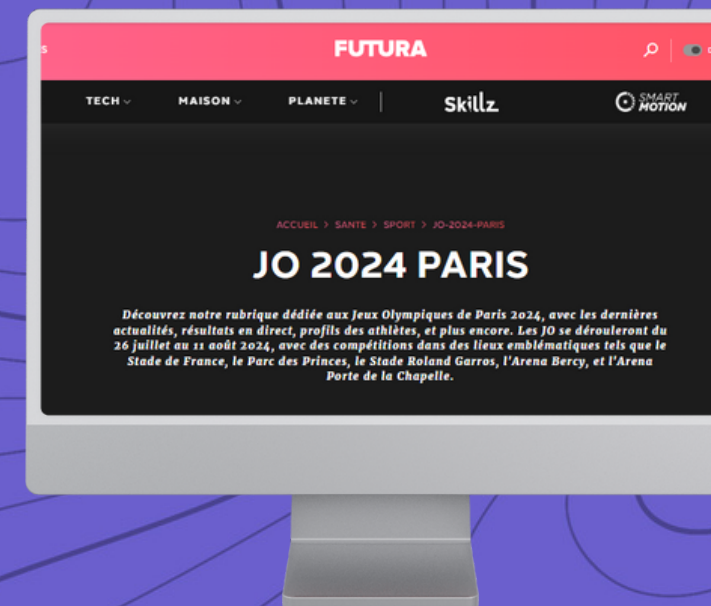 S
FUTURA
TECH MAISON PLANETE Skillz SMART MOTION
ACCUEIL > SANTE > SPORT > JO-2024-PARIS
JO 2024 PARIS
Découvrez notre rubrique dédiée aux Jeux Olympiques de Paris 2024, avec les dernières
actualités, résultats en direct, profils des athlètes, et plus encore. Les JO se dérouleront du
26 juillet au 11 août 2024, avec des compétitions dans des lieux emblématiques tels que le
Stade de France, le Parc des Princes, le Stade Roland Garros, l'Arena Bercy, et l'Arena
Porte de la Chapelle.